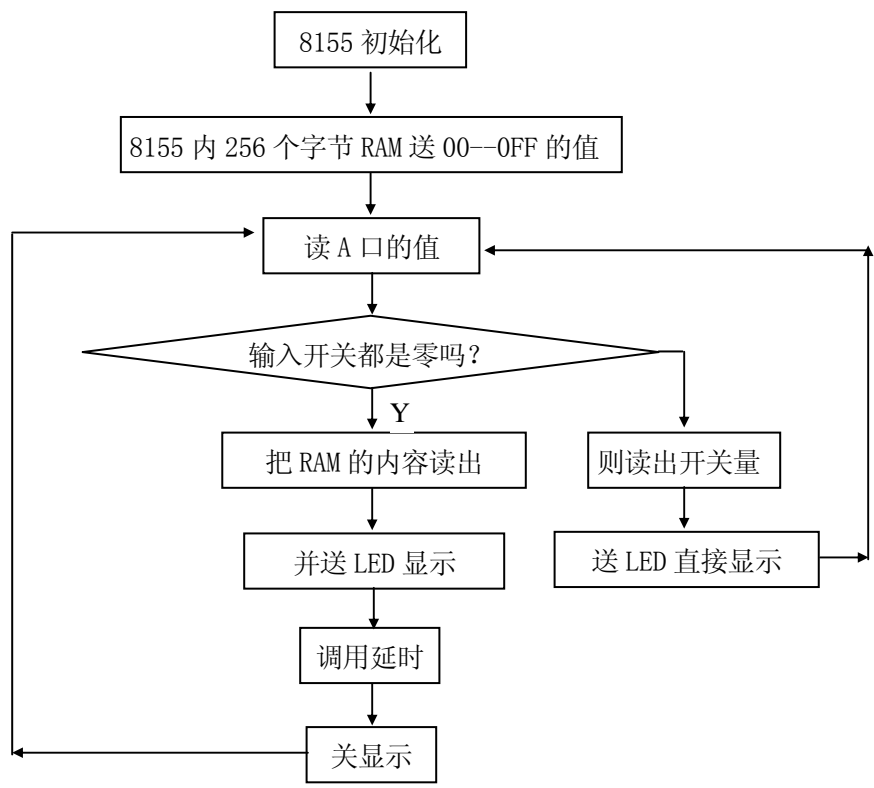 8155 初始化
8155 内 256 个字节 RAM 送 00--0FF 的值
读 A 口的值
输入开关都是零吗?
Y
把 RAM 的内容读出
则读出开关量
并送 LED 显示
送 LED 直接显示
调用延时
关显示